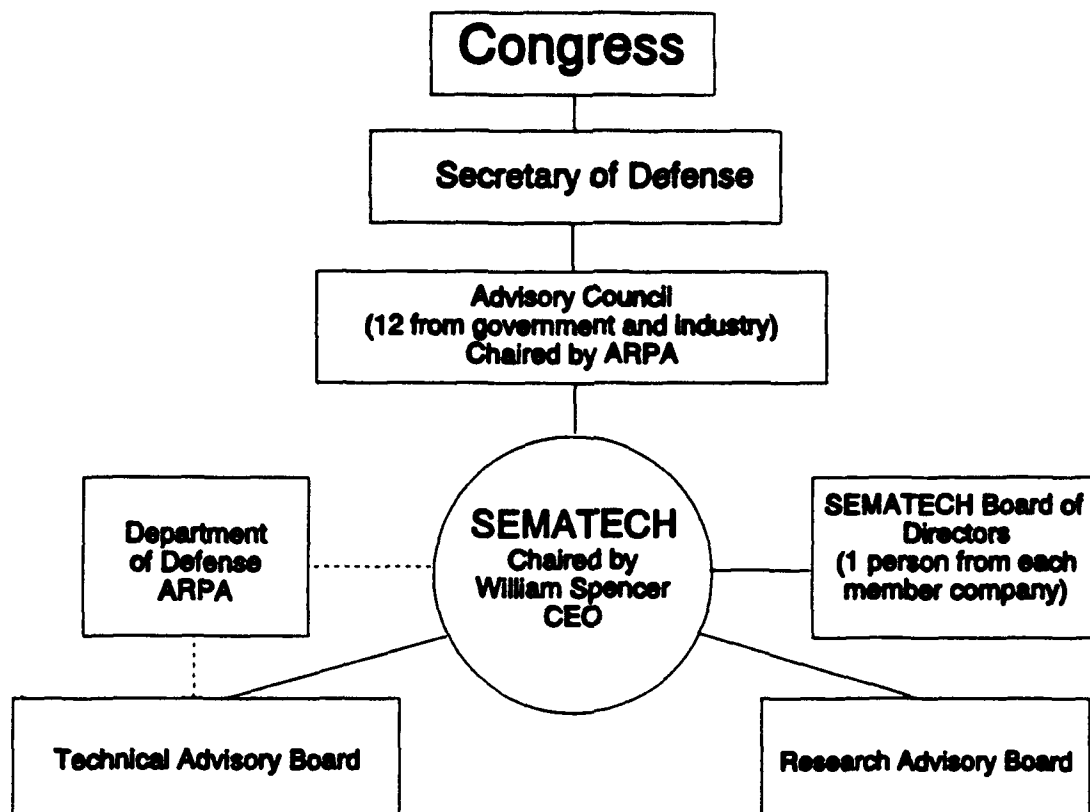 Congress
Secretary of Defense
Advisory Council
(12 from government and industry)
Chaired by ARPA
Department
of Defense
ARPA
SEMATECH
Chaired by
William Spencer
CEO
SEMATECH Board of
Directors
(1 person from each
member company)
Technical Advisory Board
Research Advisory Board